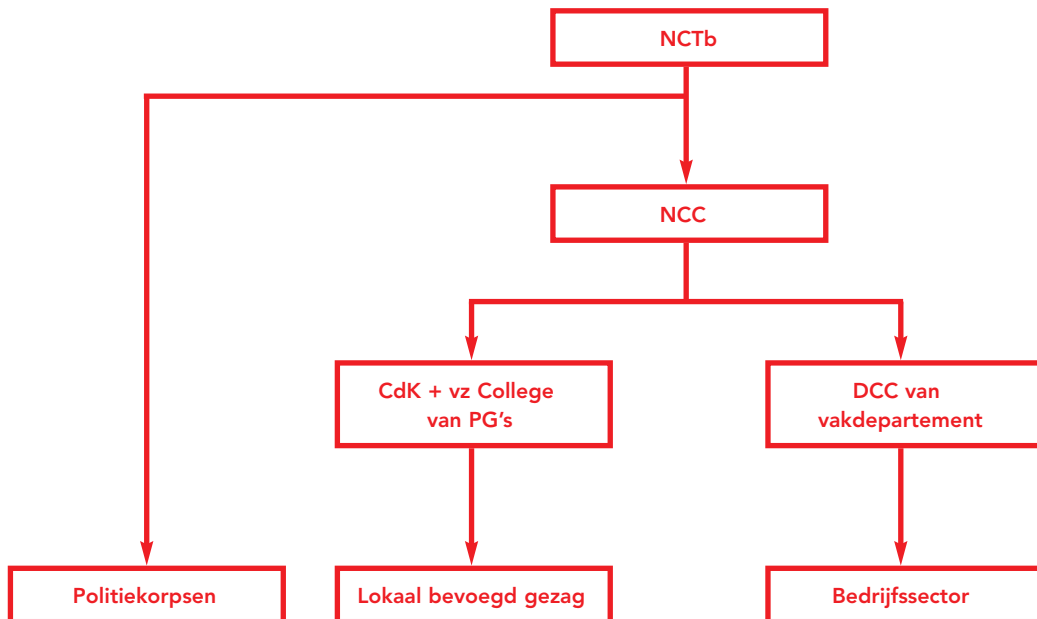 NCTb
NCC
CdK + vz College
van PG's
DCC van
vakdepartement
Politiekorpsen
Lokaal bevoegd gezag
Bedrijfssector